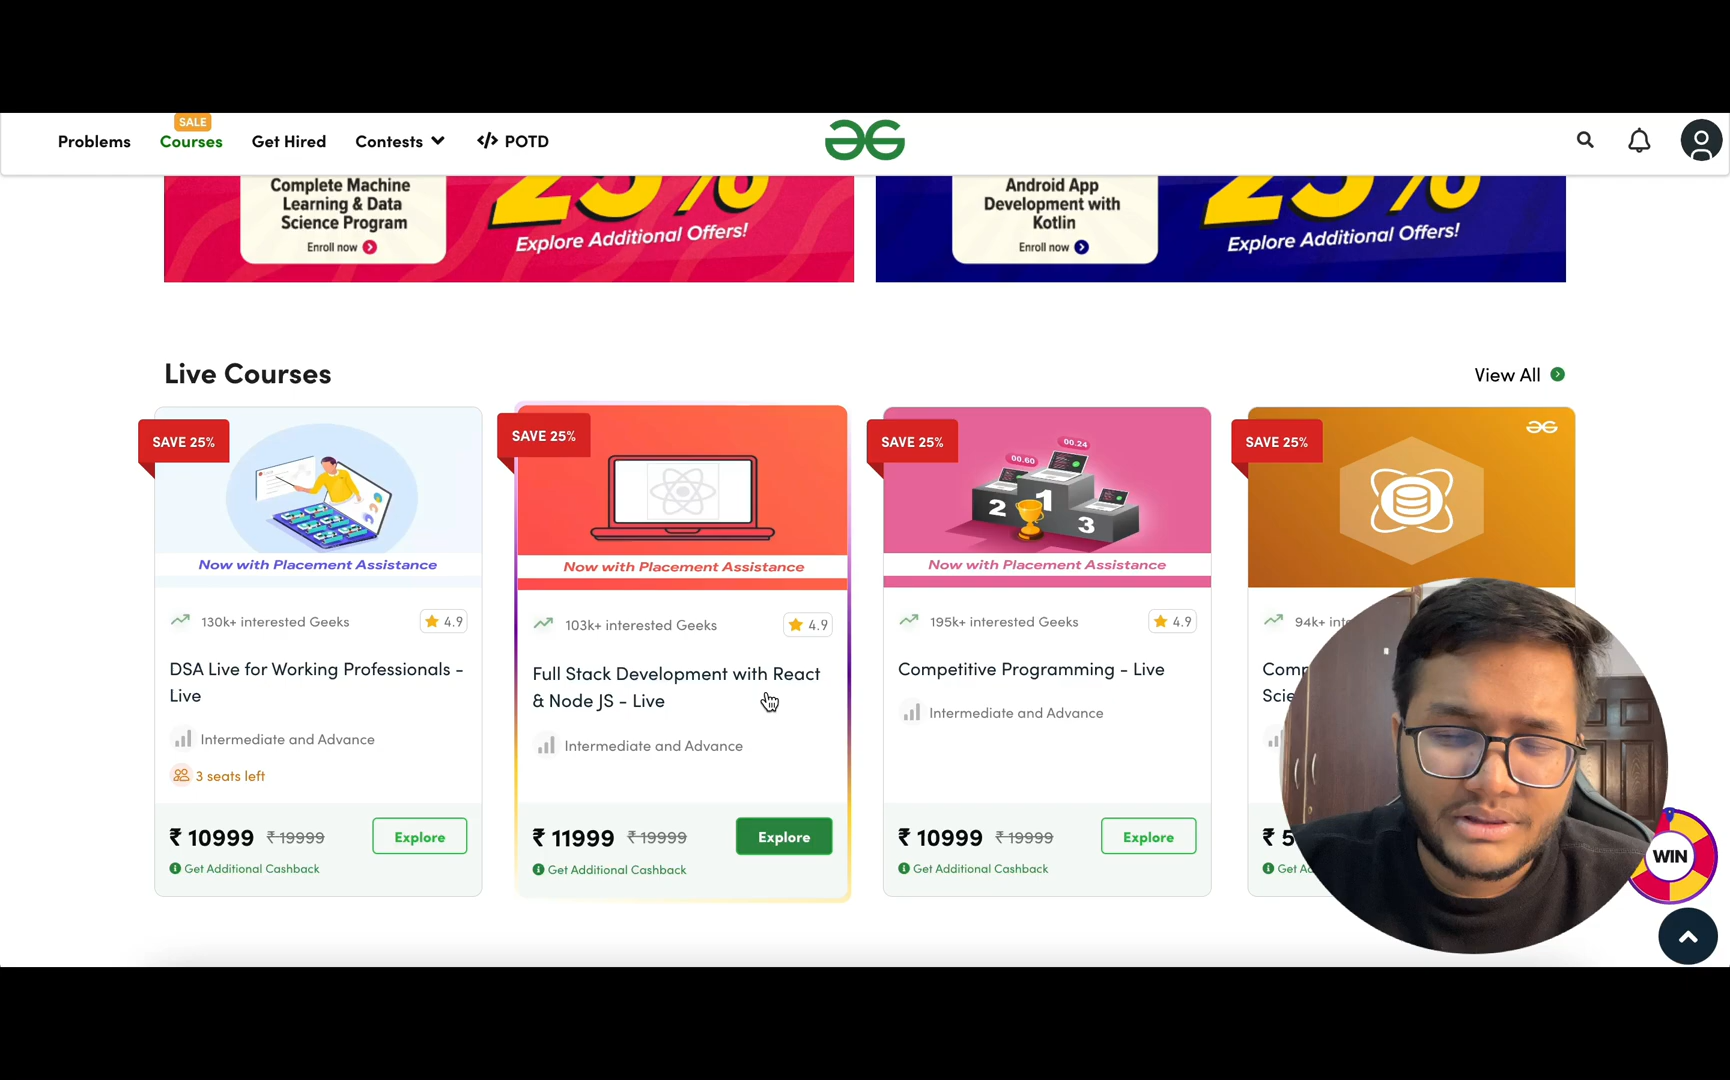 SALE
Problems
Courses
Get Hired
Contests
POTD
Complete Machine
Learning & Data
Science Program
Enroll now
25%
Explore Additional Offers!
Android App
Development with
Kotlin
Enroll now
25%
Explore Additional Offers!
Live Courses
View All
SAVE 25%
Now with Placement Assistance
130k+ interested Geeks
4.9
DSA Live for Working Professionals -
Live
Intermediate and Advance
3 seats left
₹ 10999 ₹ 19999
Explore
Get Additional Cashback
SAVE 25%
Now with Placement Assistance
103k+ interested Geeks
4.9
Full Stack Development with React
& Node JS - Live
Intermediate and Advance
₹ 11999 ₹ 19999
Explore
Get Additional Cashback
SAVE 25%
00.60
00.24
2
1
3
Now with Placement Assistance
195k+ interested Geeks
4.9
Competitive Programming - Live
Intermediate and Advance
₹ 10999 ₹ 19999
Explore
Get Additional Cashback
SAVE 25%
94k+
₹ 5
Get
WIN